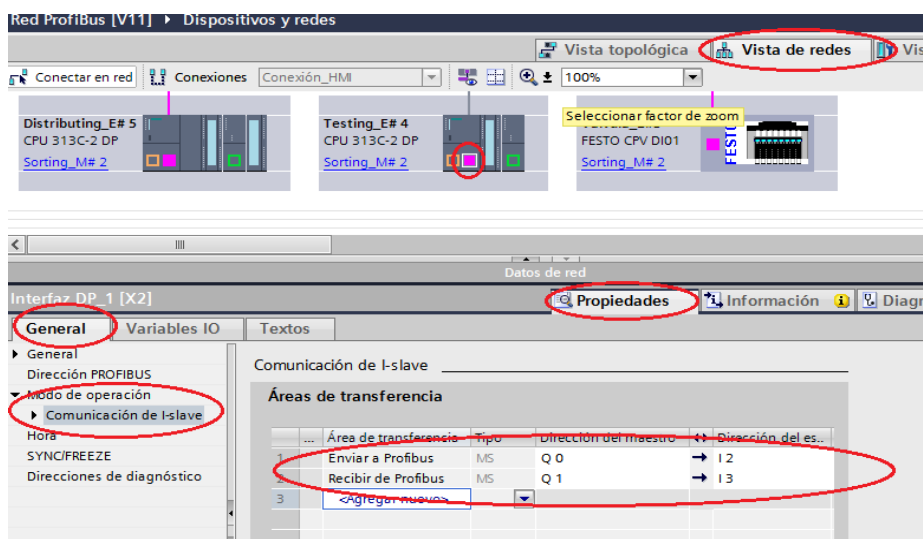 Red ProfiBus [V11] ▸ Dispositivos y redes
Vista topológica Vista de redes Vis
Conectar en red Conexiones Conexión_HMI 100%
Seleccionar factor de zoom
Distributing_E# 5 Testing_E# 4
CPU 313C-2 DP CPU 313C-2 DP FESTO CPV DI01
Sorting_M# 2 Sorting_M# 2 Sorting_M# 2
FESTO
Datos de red
Interfaz DP_1 [X2] Propiedades Información Diagr
General Variables IO Textos
General
Dirección PROFIBUS
Modo de operación
Comunicación de I-slave
Hora
SYNC/FREEZE
Direcciones de diagnóstico
Comunicación de I-slave
Áreas de transferencia
... Área de transferencia Tipo Dirección del maestro ↔ Dirección del es..
1 Enviar a Profibus MS Q 0 → I 2
2 Recibir de Profibus MS Q 1 → I 3
3 <Agregar nuevo>